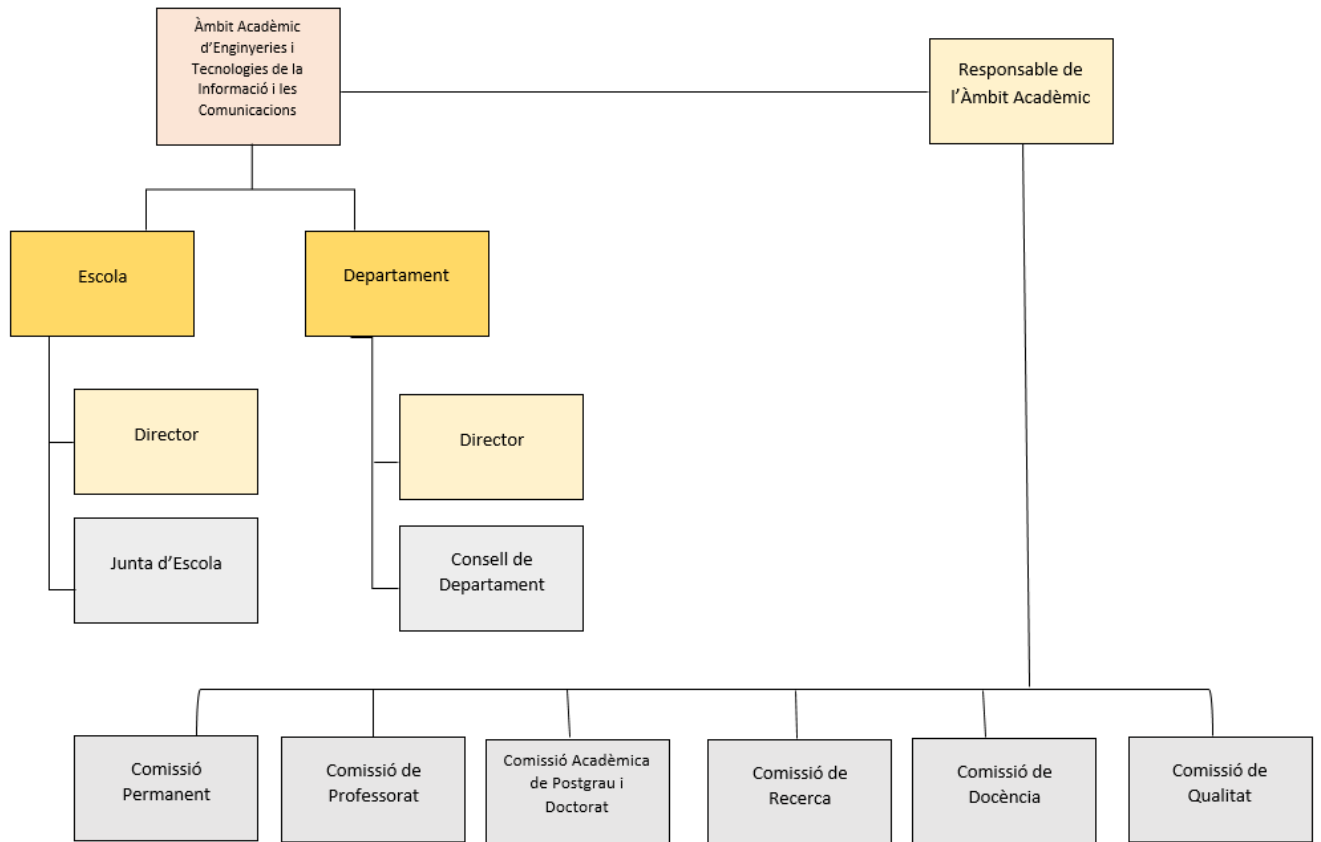 Àmbit Acadèmic
d'Enginyeries i
Tecnologies de la
Informació i les
Comunicacions
Responsable de
l'Àmbit Acadèmic
Escola
Departament
Director
Director
Junta d'Escola
Consell de
Departament
Comissió
Permanent
Comissió de
Professorat
Comissió Acadèmica
de Postgrau i
Doctorat
Comissió de
Recerca
Comissió de
Docència
Comissió de
Qualitat